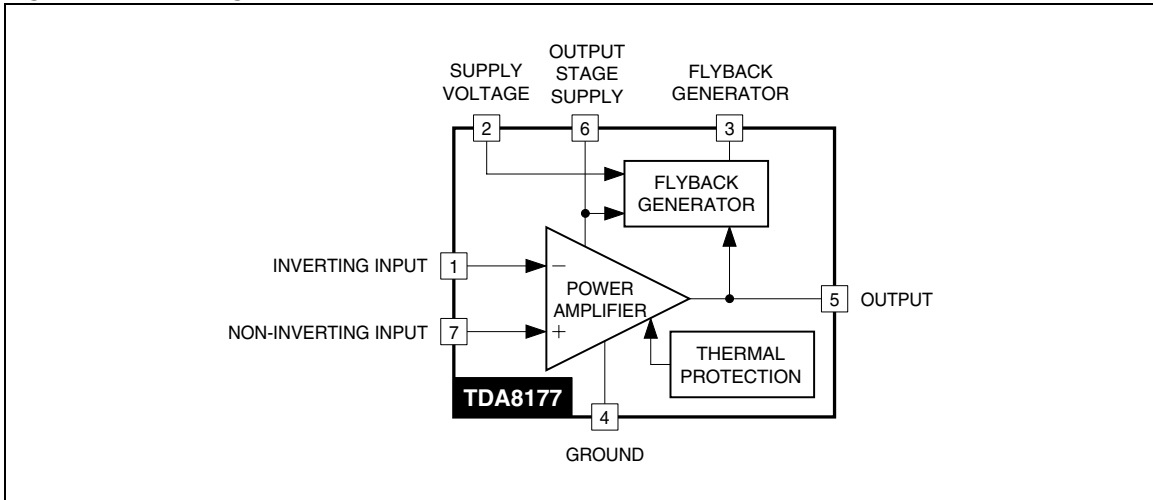 SUPPLY
VOLTAGE
OUTPUT
STAGE
SUPPLY
FLYBACK
GENERATOR
2
6
3
FLYBACK
GENERATOR
INVERTING INPUT
1
−
POWER
AMPLIFIER
5
OUTPUT
NON-INVERTING INPUT
7
+
THERMAL
PROTECTION
TDA8177
4
GROUND